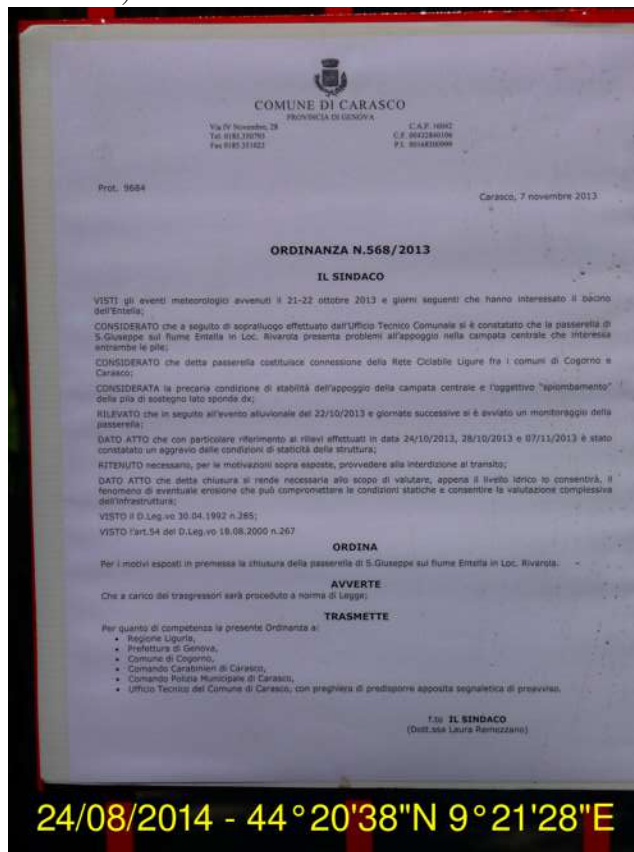 COMUNE DI CARASCO
PROVINCIA DI GENOVA
Via IV Novembre, 28
C.A.P. 16042
Tel. 0185.350793
Fax 0185
Prot. 9684
Carasco, 7 novembre 2013
ORDINANZA N.568/2013
IL SINDACO
VISTI gli eventi meteorologici avvenuti il 21-22 ottobre 2013 e giorni seguenti che hanno interessato il bacino
dell'Entella;
CONSIDERATO che a seguito di sopralluogo effettuato dall'Ufficio Tecnico Comunale si è constatato che la passerella di
S.Giuseppe sul fiume Entella in Loc. Rivarola presenta problemi all'appoggio nella campata centrale che interessa
entrambe le pile;
CONSIDERATO che detta passerella costituisce connessione della Rete Ciclabile Ligure fra i comuni di Cogorno e
Carasco;
CONSIDERATA la precaria condizione di stabilità dell'appoggio della campata centrale e l'oggettivo "spiombamento"
della pila di sostegno lato sponda dx;
RILEVATO che in seguito all'evento alluvionale del 22/10/2013 e giornate successive si è avviato un monitoraggio della
passerella;
DATO ATTO che con particolare riferimento ai rilievi effettuati in data 24/10/2013, 28/10/2013 e 07/11/2013 è stato
constatato un aggravio delle condizioni di staticità della struttura;
RITENUTO necessario, per le motivazioni sopra esposte, provvedere alla interdizione al transito;
DATO ATTO che detta chiusura si rende necessaria allo scopo di valutare, appena il livello idrico lo consentirà, il
fenomeno di eventuale erosione che può compromettere le condizioni statiche e consentire la valutazione complessiva
dell'infrastruttura;
VISTO il D.Leg.vo 30.04.1992 n.265;
VISTO l'art.54 del D.Leg.vo 18.08.2000 n.267
ORDINA
Per i motivi esposti in premessa la chiusura della passerella di S.Giuseppe sul fiume Entella in Loc. Rivarola.
AVVERTE
Che a carico dei trasgressori sarà proceduto a norma di Legge;
TRASMETTE
Per quanto di competenza la presente Ordinanza a:
• Regione Liguria,
• Prefettura di Genova,
• Comune di Cogorno,
• Comando Carabinieri di Carasco,
• Comando Polizia Municipale di Carasco,
• Ufficio Tecnico del Comune di Carasco, con preghiera di predisporre apposita segnaletica di preavviso.
f.to IL SINDACO
(Dott.ssa Laura Remezzano)
24/08/2014 - 44°20'38"N 9°21'28"E